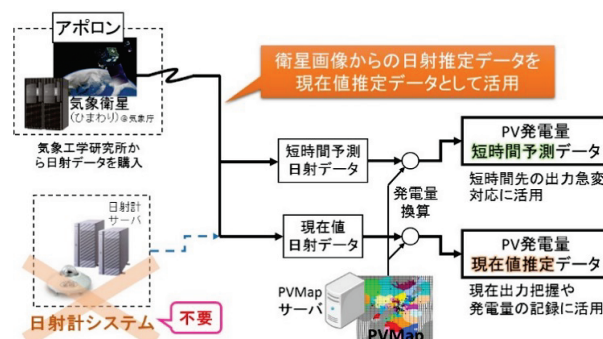 アポロン
気象衛星
(ひまわり)@気象庁
気象工学研究所か
ら日射データを購入
衛星画像からの日射推定データを
現在値推定データとして活用
短時間予測
日射データ
PV発電量
短時間予測データ
短時間先の出力急変
対応に活用
発電量
換算
日射計
サーバ
現在値
日射データ
PV発電量
現在値推定データ
現在出力把握や
発電量の記録に活用
PVMap
サーバ
PVMap
日射計システム
不要